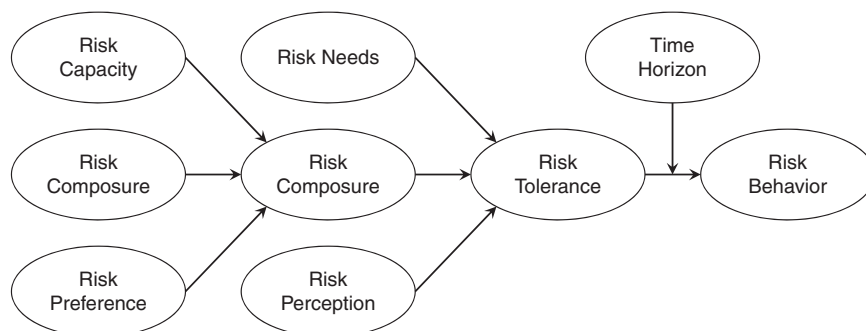 Risk
Capacity
Risk Needs
Time
Horizon
Risk
Composure
Risk
Composure
Risk
Tolerance
Risk
Behavior
Risk
Preference
Risk
Perception